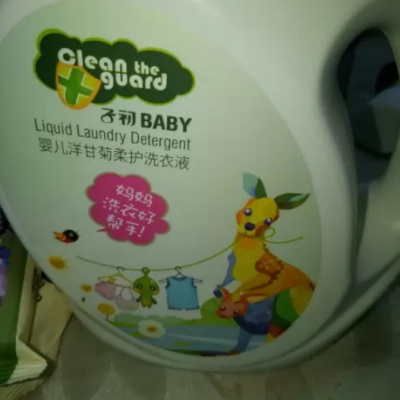 Clean the
guard
子初 BABY
Liquid Laundry Detergent
婴儿洋甘菊柔护洗衣液
妈妈
洗衣好
帮手!